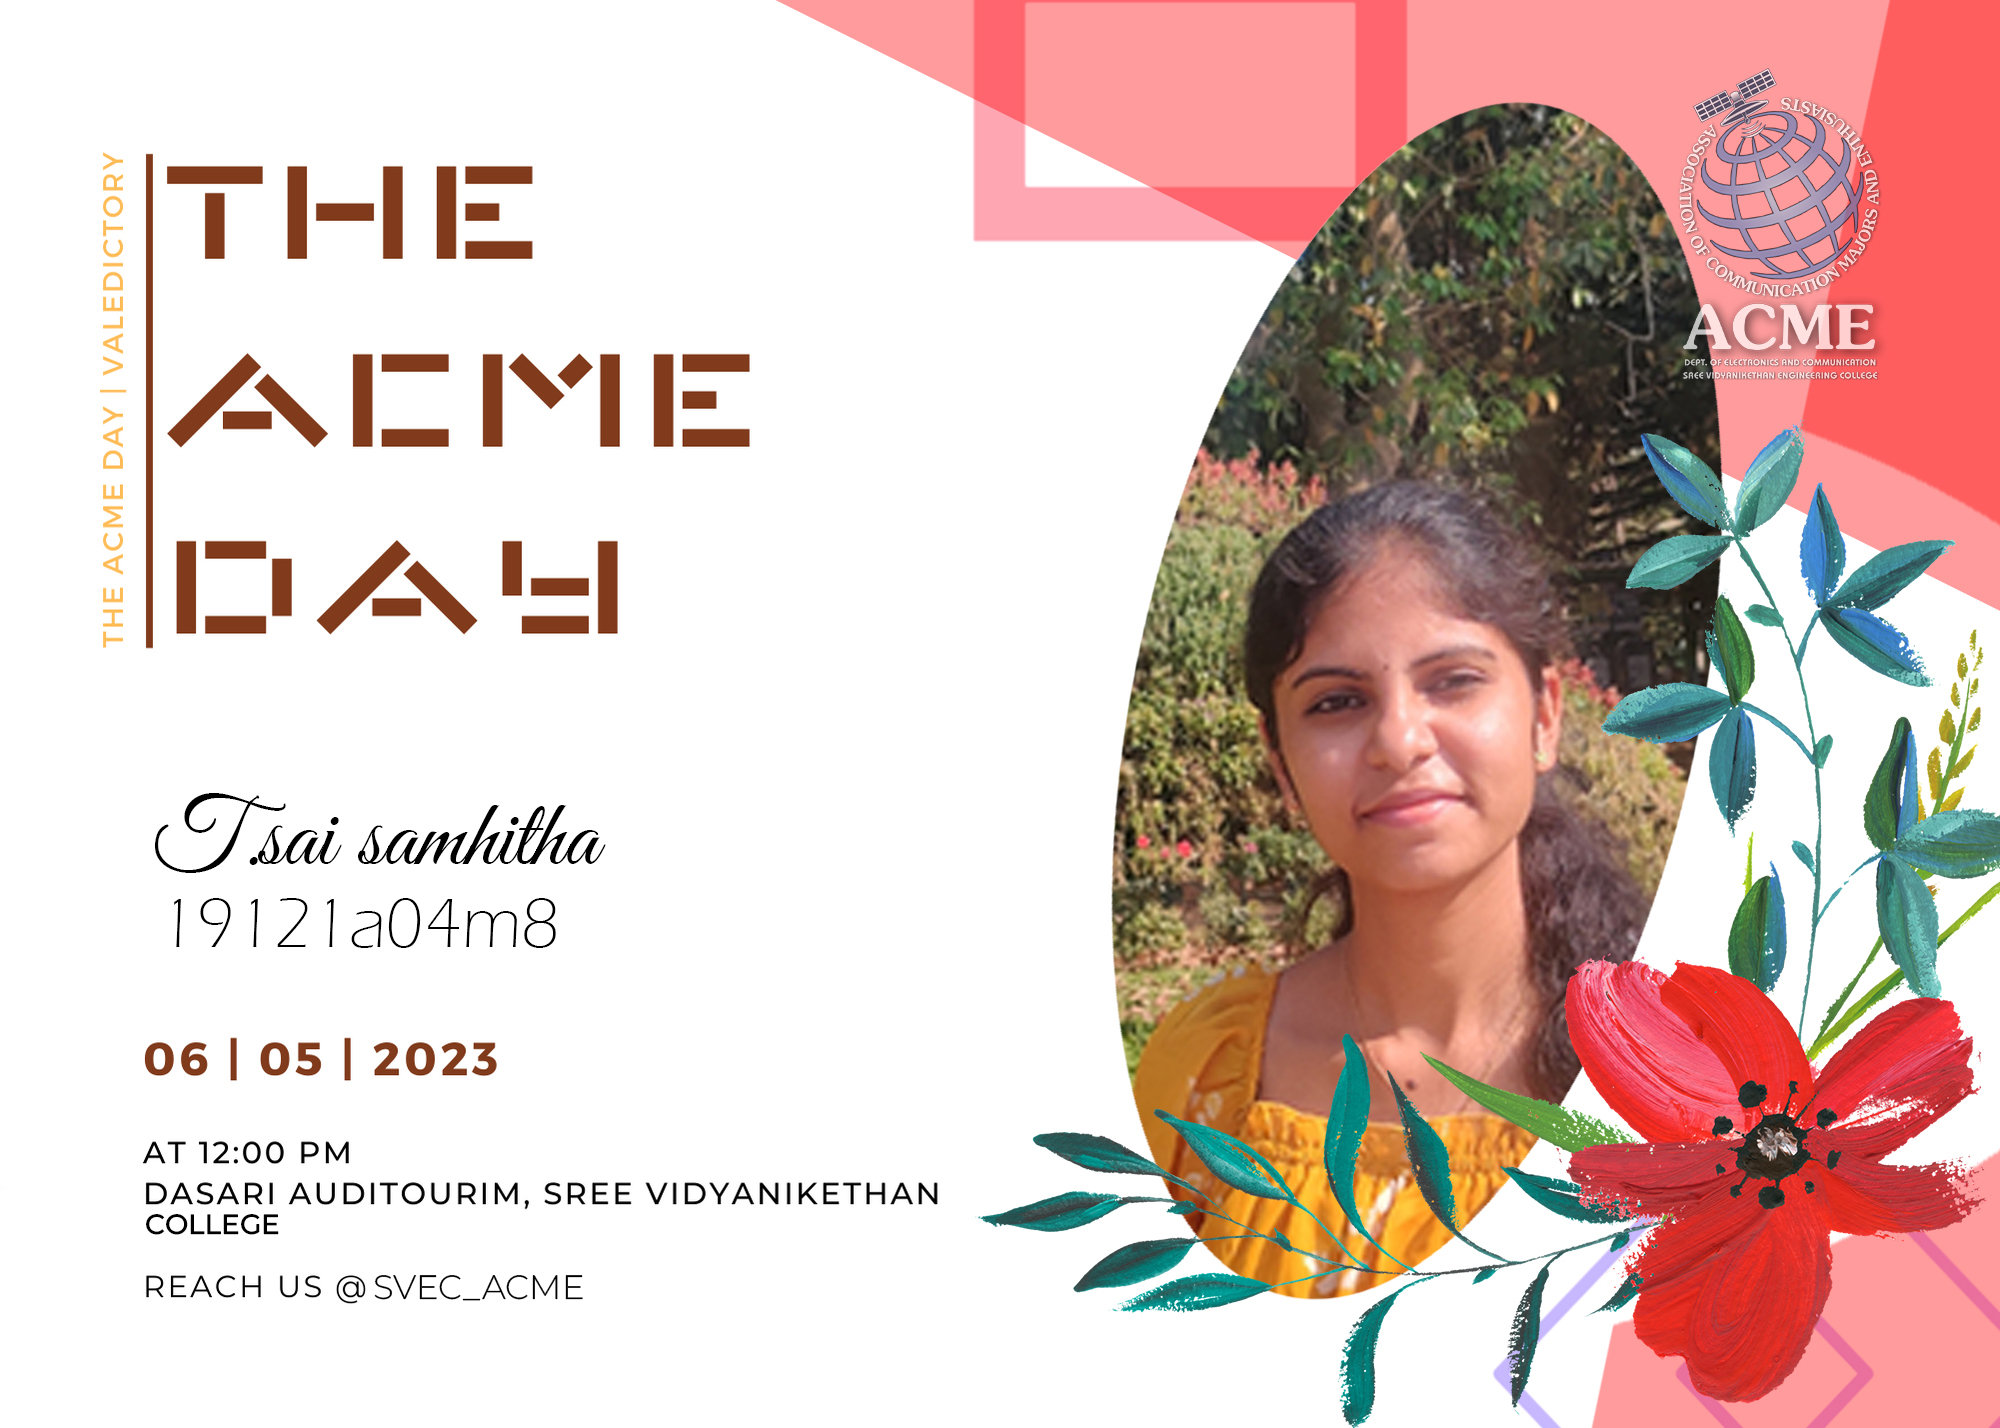 THE ACME DAY | VALEDICTORY
THE
ACME
DAY
T.sai samhitha
19121a04m8
06 | 05 | 2023
AT 12:00 PM
DASARI AUDITOURIM, SREE VIDYANIKETHAN
COLLEGE
REACH US @SVEC_ACME
ASSOCIATION OF COMMUNICATION MAJORS AND ENTHUSIASTS
ACME
DEPT. OF ELECTRONICS AND COMMUNICATION
SREE VIDYANIKETHAN ENGINEERING COLLEGE